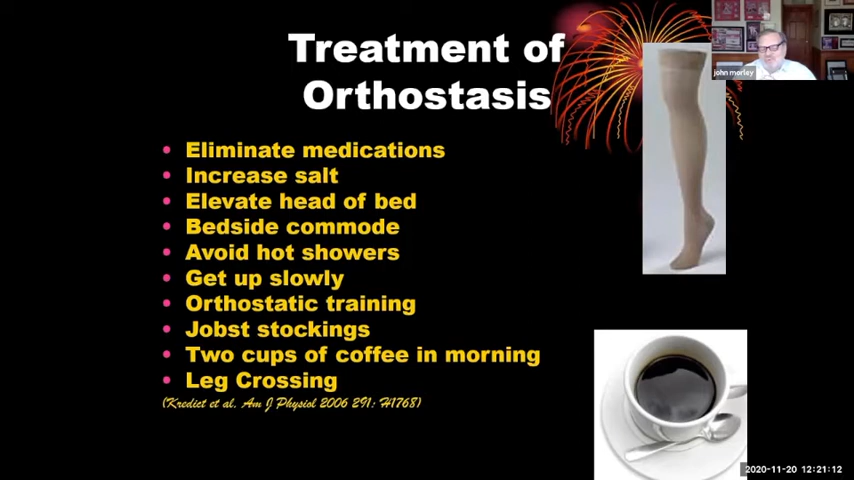 Treatment of
Orthostasis
john morley
• Eliminate medications
• Increase salt
• Elevate head of bed
• Bedside commode
• Avoid hot showers
• Get up slowly
• Orthostatic training
• Jobst stockings
• Two cups of coffee in morning
• Leg Crossing
(Kredict et al, Am J Physiol 2006 291: H1768)
2020-11-20 12:21:12